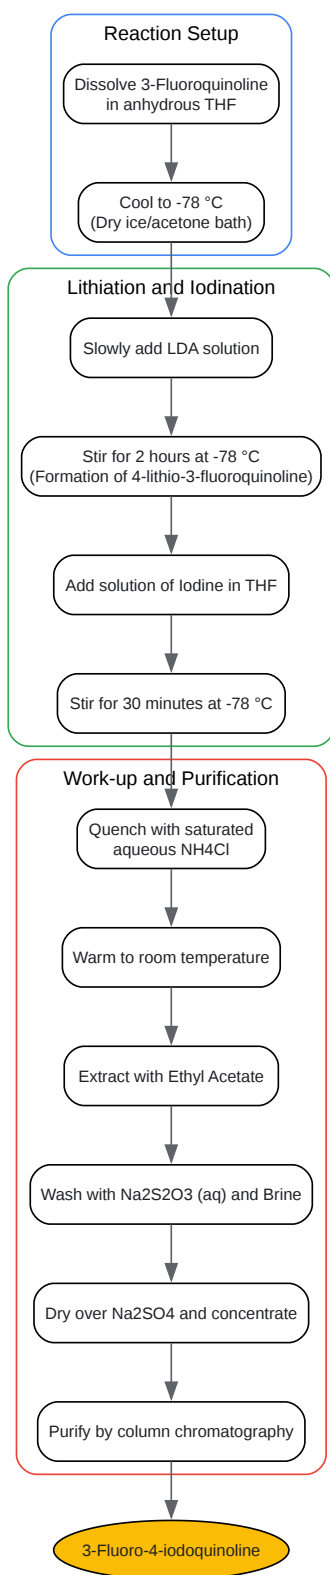 Reaction Setup
Dissolve 3-Fluoroquinoline
in anhydrous THF
Cool to -78 °C
(Dry ice/acetone bath)
Lithiation and Iodination
Slowly add LDA solution
Stir for 2 hours at -78 °C
(Formation of 4-lithio-3-fluoroquinoline)
Add solution of Iodine in THF
Stir for 30 minutes at -78 °C
Work-up and Purification
Quench with saturated
aqueous NH4Cl
Warm to room temperature
Extract with Ethyl Acetate
Wash with Na2S2O3 (aq) and Brine
Dry over Na2SO4 and concentrate
Purify by column chromatography
3-Fluoro-4-iodoquinoline